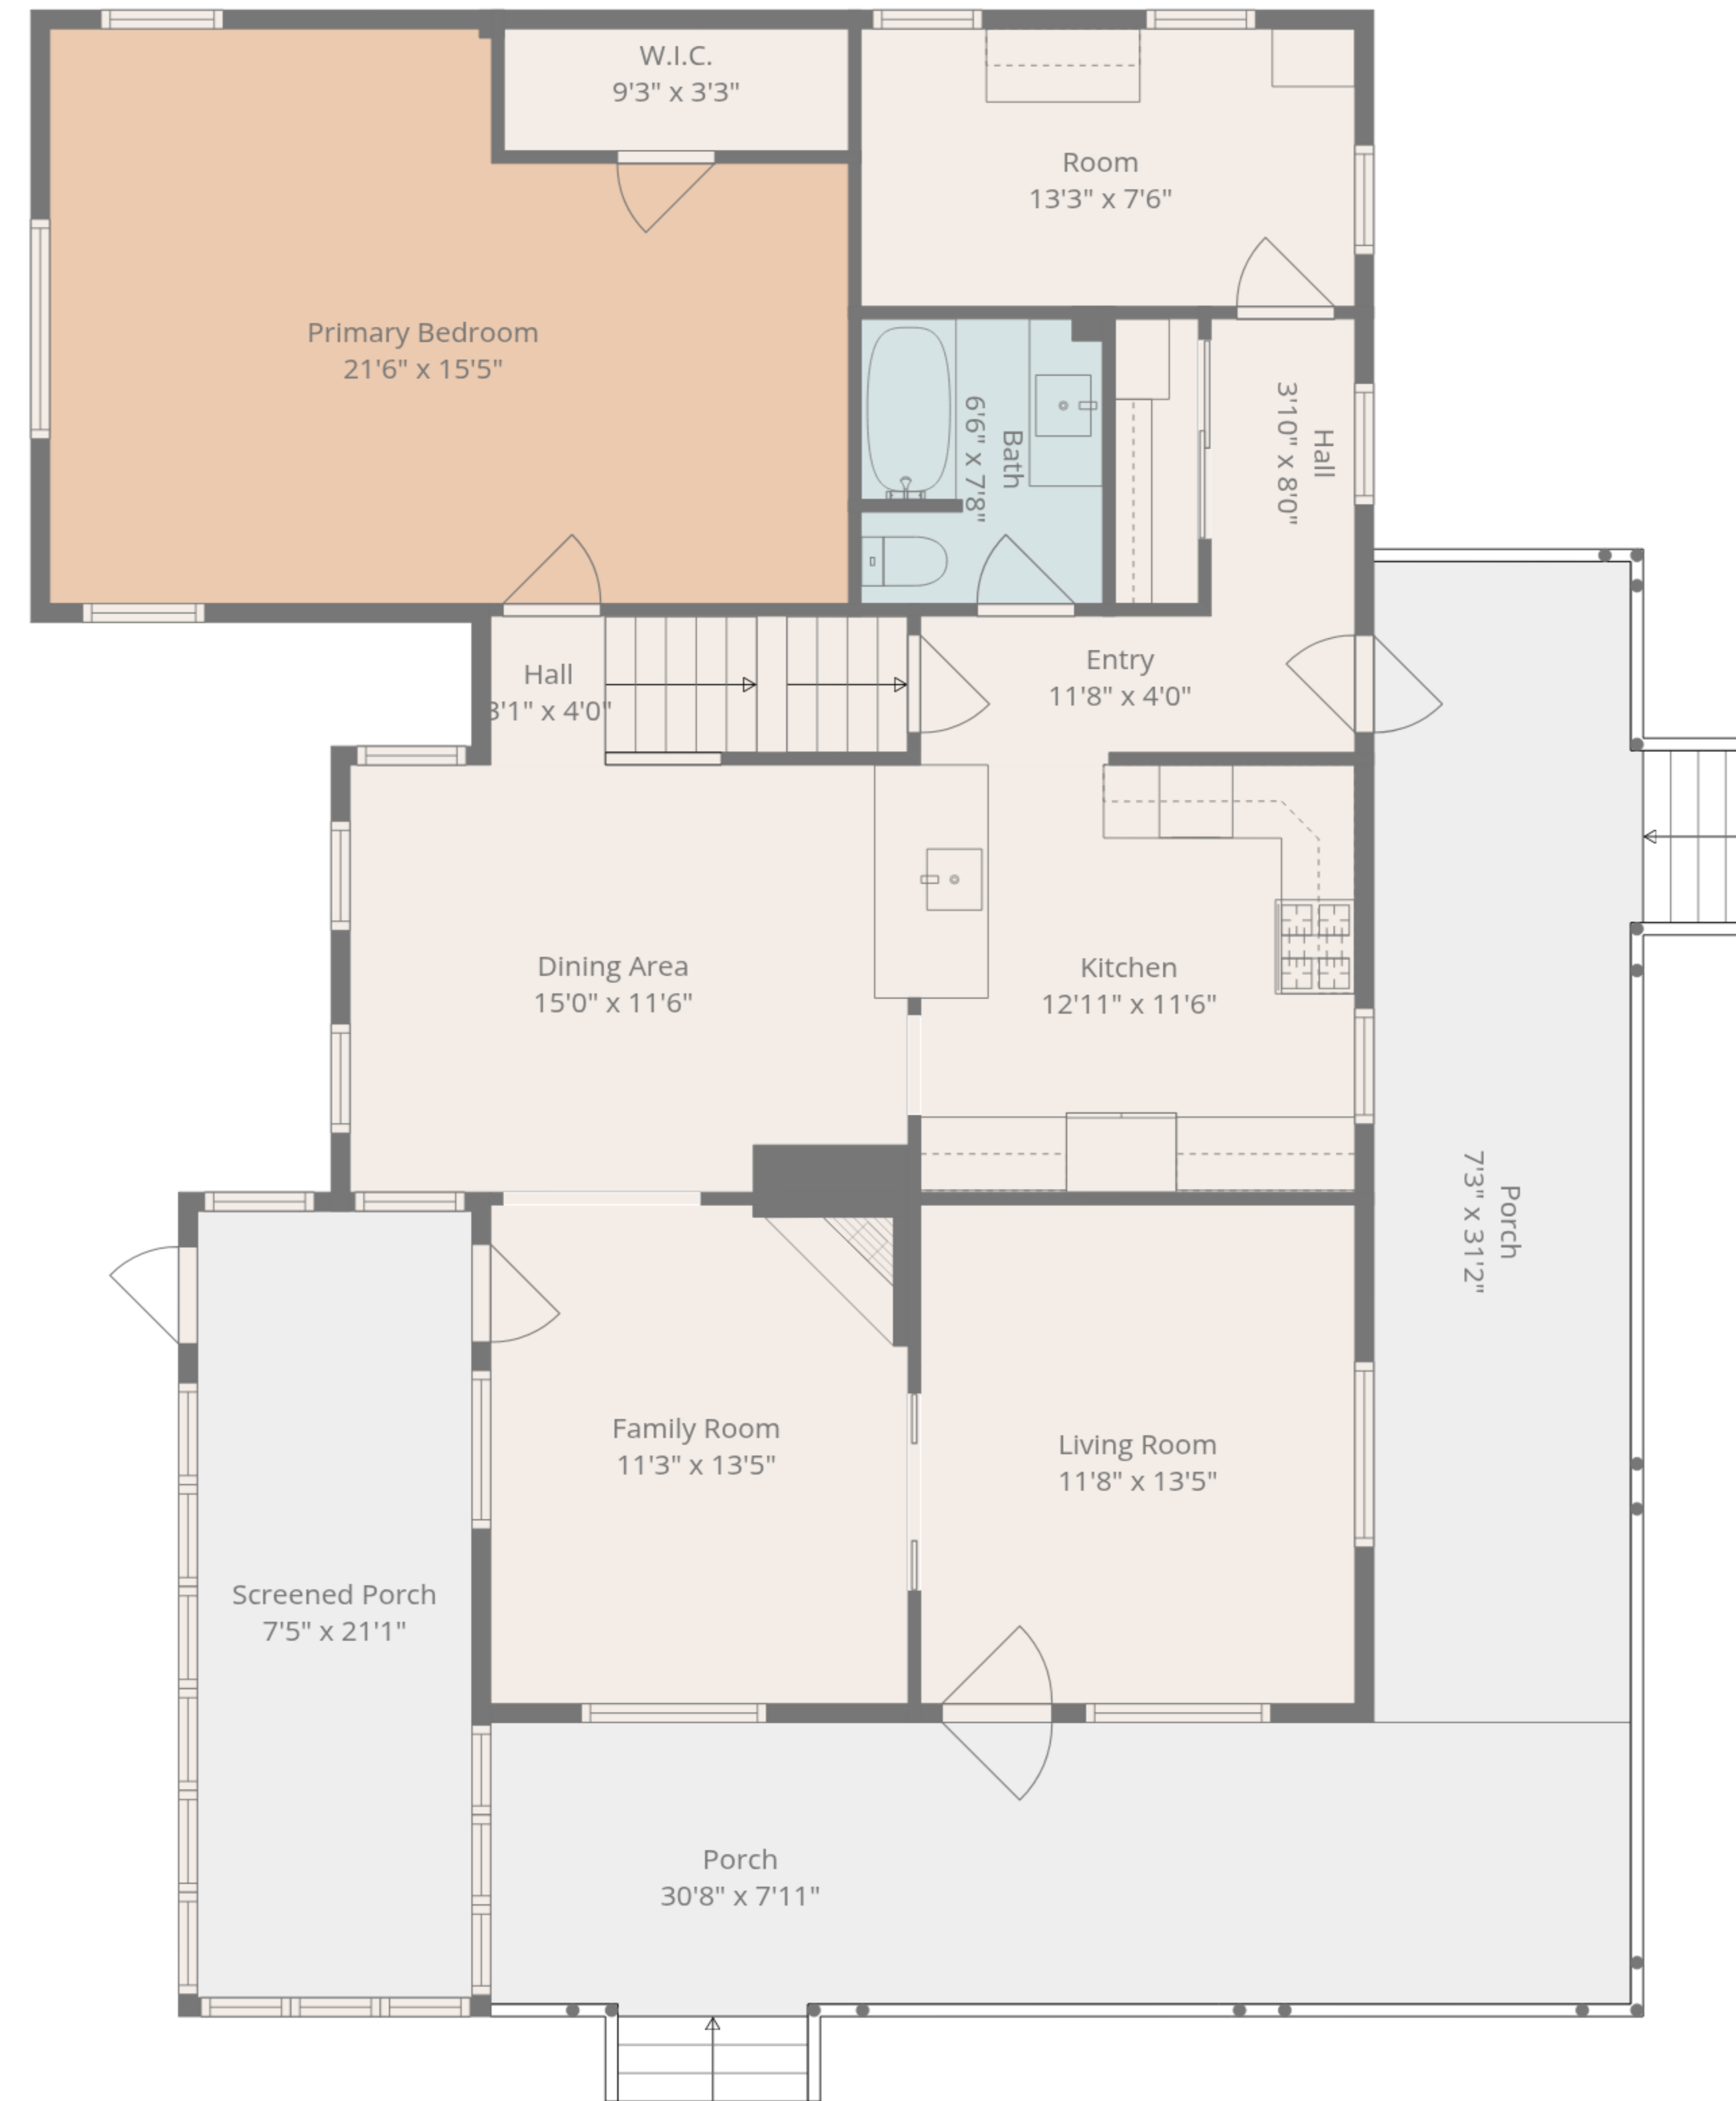 W.I.C.
9'3" x 3'3"
Room
13'3" x 7'6"
Primary Bedroom
21'6" x 15'5"
Bath
6'6" x 7'8"
Hall
3'10" x 8'0"
Hall
3'1" x 4'0"
Entry
11'8" x 4'0"
Dining Area
15'0" x 11'6"
Kitchen
12'11" x 11'6"
Porch
7'3" x 31'2"
Family Room
11'3" x 13'5"
Living Room
11'8" x 13'5"
Screened Porch
7'5" x 21'1"
Porch
30'8" x 7'11"